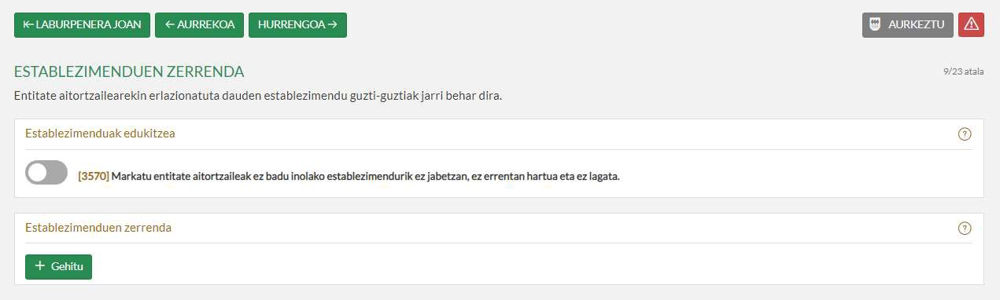 LABURPENERA JOAN
AURREKOA
HURRENGOA
AURKEZTU
ESTABLEZIMENDUEN ZERRENDA
9/23 atala
Entitate aitortzailearekin erlazionatuta dauden establezimendu guzti-guztiak jarri behar dira.
Establezimenduak edukitzea
[3570] Markatu entitate aitortzaileak ez badu inolako establezimendurik ez jabetzan, ez errentan hartua eta ez lagata.
Establezimenduen zerrenda
Gehitu